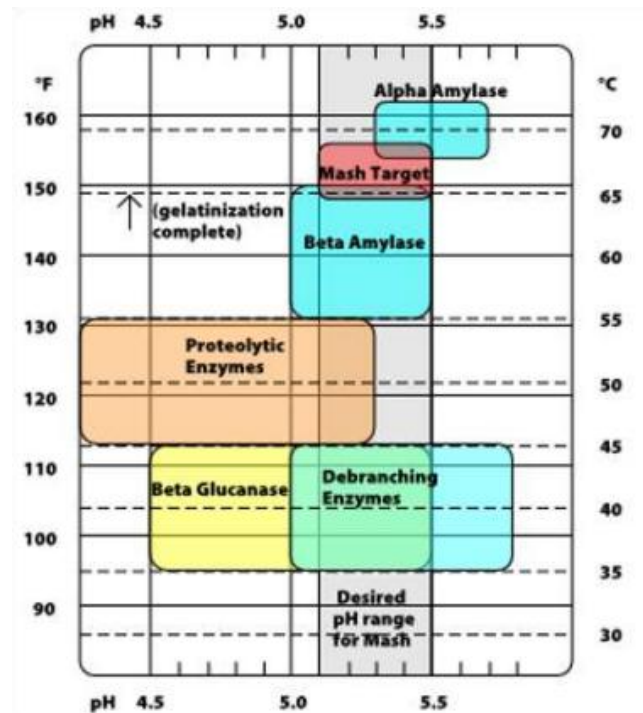 pH 4.5 5.0 5.5
°F °C
Alpha Amylase
160
70
Mash Target
150
65
(gelatinization
complete)
Beta Amylase
140 60
130 55
Proteolytic
Enzymes
50
120
45
110
Beta Glucanase
Debranching
Enzymes
40
100
35
90
Desired
pH range
for Mash
30
pH 4.5 5.0 5.5